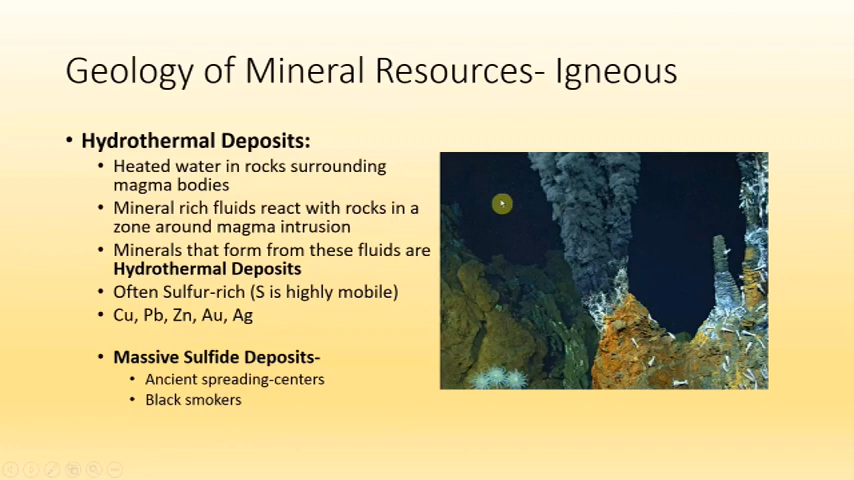 Geology of Mineral Resources- Igneous
• Hydrothermal Deposits:
• Heated water in rocks surrounding
magma bodies
• Mineral rich fluids react with rocks in a
zone around magma intrusion
• Minerals that form from these fluids are
Hydrothermal Deposits
• Often Sulfur-rich (S is highly mobile)
• Cu, Pb, Zn, Au, Ag
• Massive Sulfide Deposits-
• Ancient spreading-centers
• Black smokers